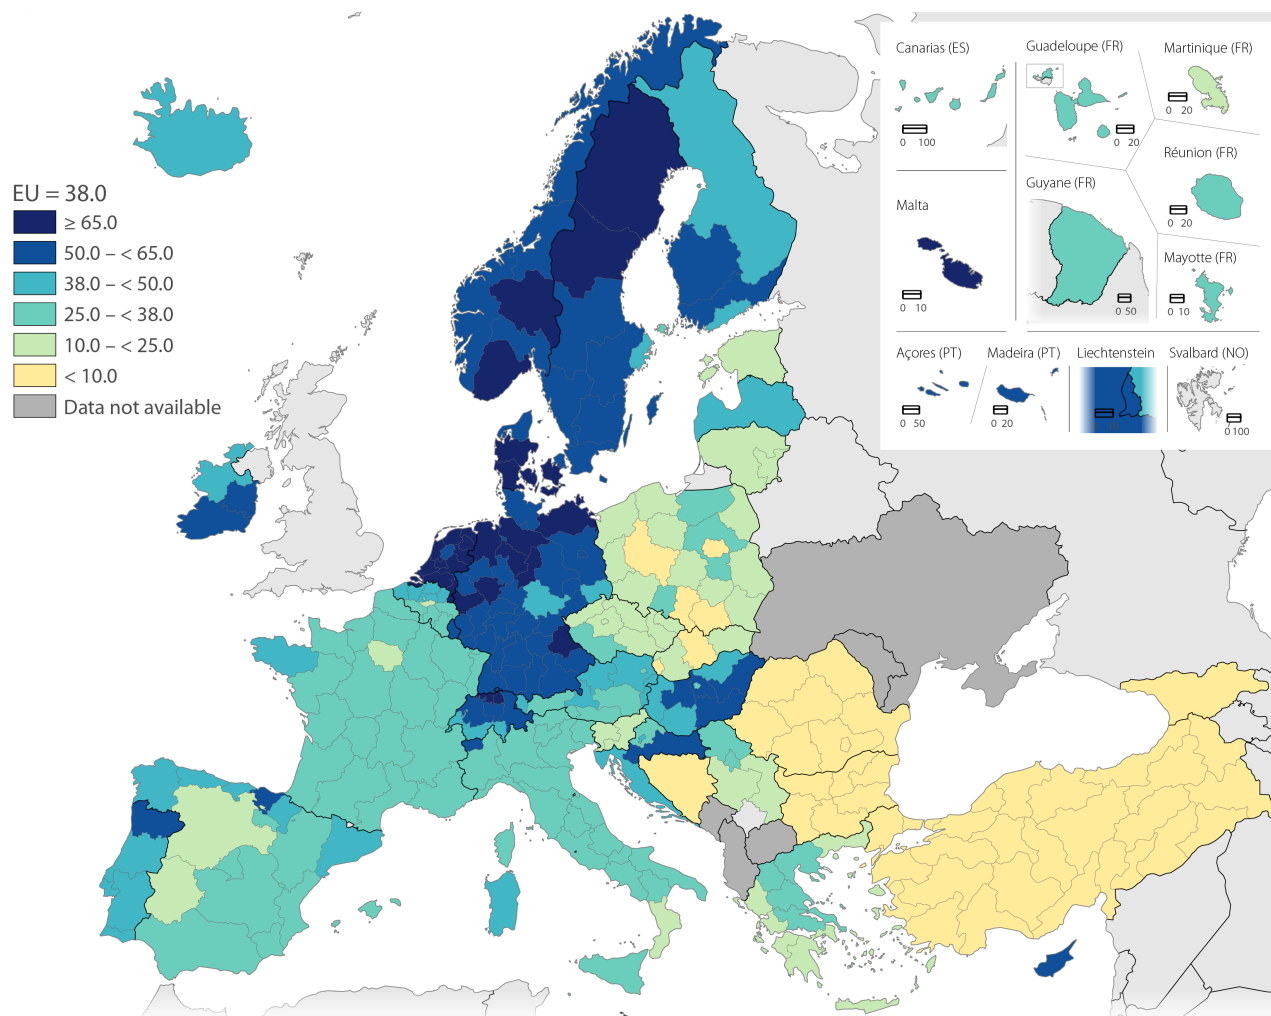 EU = 38.0
≥ 65.0
50.0 – < 65.0
38.0 – < 50.0
25.0 – < 38.0
10.0 – < 25.0
< 10.0
Data not available
Canarias (ES)
0 100
Guadeloupe (FR)
0 20
Martinique (FR)
0 20
Réunion (FR)
0 20
Guyane (FR)
0 50
Mayotte (FR)
0 10
Malta
0 10
Açores (PT)
0 50
Madeira (PT)
0 20
Liechtenstein
Svalbard (NO)
0 100